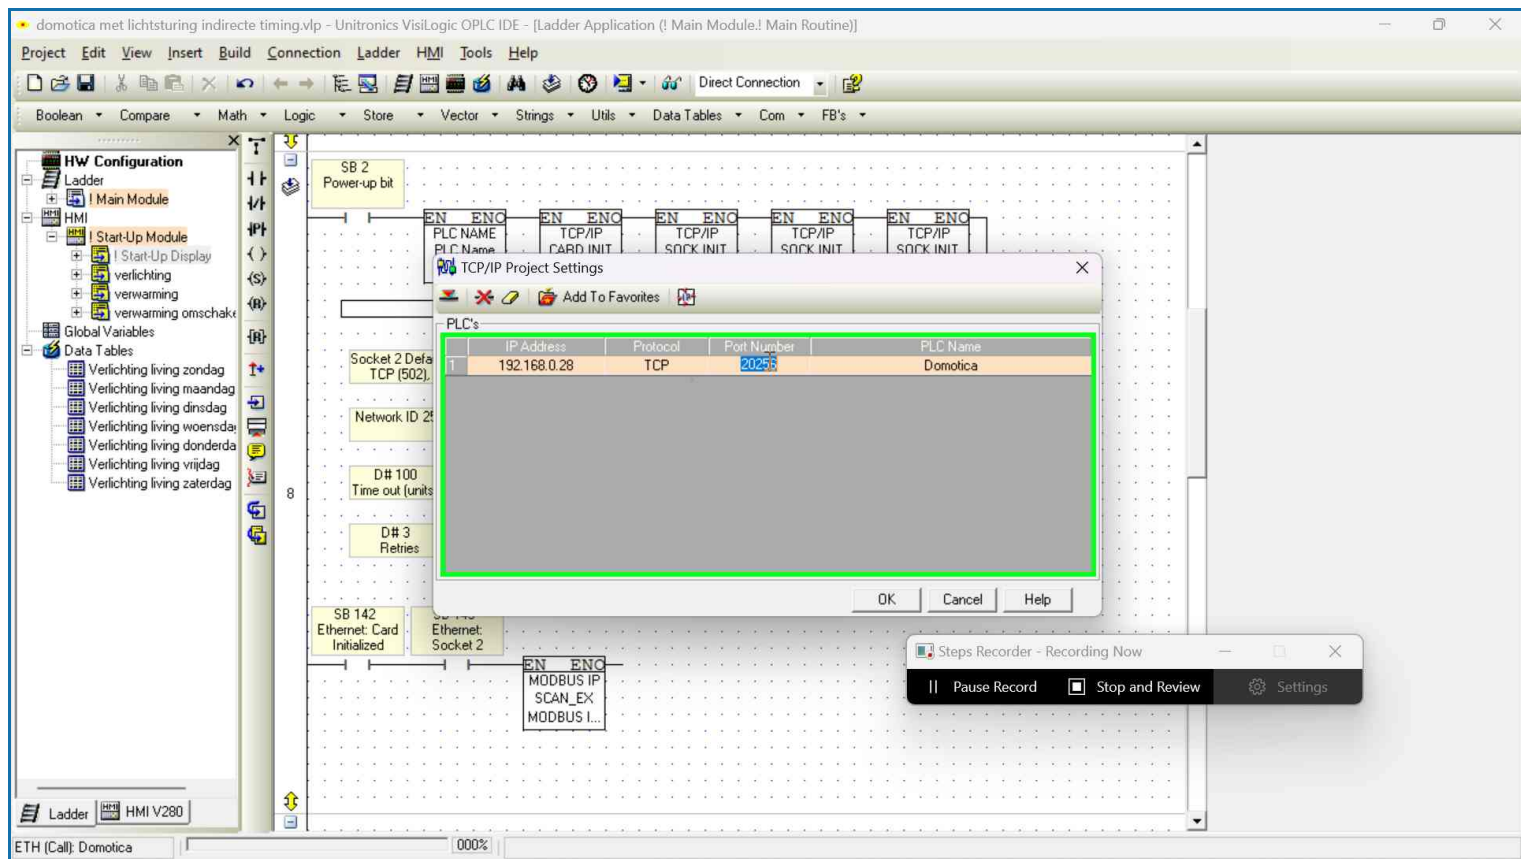 domotica met lichtsturing indirecte timing.vlp - Unitronics VisiLogic OPLC IDE - [Ladder Application (! Main Module.! Main Routine)]
Project Edit View Insert Build Connection Ladder HMI Tools Help
Direct Connection
Boolean Compare Math Logic Store Vector Strings Utils Data Tables Com FB's
HW Configuration
Ladder
! Main Module
HMI
! Start-Up Module
! Start-Up Display
verlichting
verwarming
verwarming omschake
Global Variables
Data Tables
Verlichting living zondag
Verlichting living maandag
Verlichting living dinsdag
Verlichting living woensda
Verlichting living donderda
Verlichting living vrijdag
Verlichting living zaterdag
Ladder HMI V280
SB 2
Power-up bit
EN ENO EN ENO EN ENO EN ENO EN ENO
PLC NAME TCP/IP TCP/IP TCP/IP TCP/IP
PLC Name CARD INIT SOCK INIT SOCK INIT SOCK INIT
TCP/IP Project Settings
Add To Favorites
PLC's
IP Address Protocol Port Number PLC Name
1 192.168.0.28 TCP 20256 Domotica
OK Cancel Help
Socket 2 Defa
TCP (502),
Network ID 25
D# 100
Time out (units
8
D# 3
Retries
SB 142
Ethernet: Card
Initialized
Ethernet:
Socket 2
EN ENO
MODBUS IP
SCAN_EX
MODBUS I...
Steps Recorder - Recording Now
Pause Record Stop and Review Settings
ETH (Call): Domotica 000%